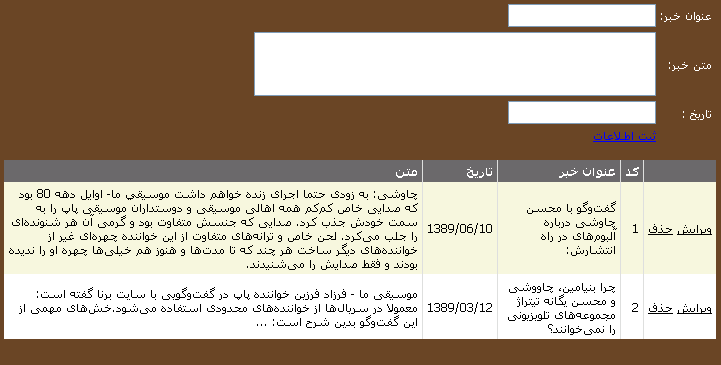 عنوان خبر:
متن خبر:
تاریخ :
ثبت اطلاعات
کد عنوان خبر تاریخ متن
ویرایش حذف 1 گفت‌وگو با محسن چاوشی درباره آلبوم‌های در راه انتشارش: 1389/06/10
چاوشی: به زودی حتما اجرای زنده خواهم داشت موسیقی ما- اوایل دهه 80 بود
که صدایی خاص کم‌کم همه اهالی موسیقی و دوستداران موسیقی پاپ را به
سمت خودش جذب کرد. صدایی که جنسش متفاوت بود و گرمی آن هر شنونده‌ای
را جلب می‌کرد. لحن خاص و ترانه‌های متفاوت از این خواننده چهره‌ای غیر از
خواننده‌های دیگر ساخت هر چند که تا مدت‌ها و هنوز هم خیلی‌ها چهره او را ندیده
بودند و فقط صدایش را می‌شنیدند.
ویرایش حذف 2 چرا بنیامین، چاووشی و محسن یگانه تیتراژ مجموعه‌های تلویزیونی را نمی‌خوانند؟ 1389/03/12
موسیقی ما - فرزاد فرزین خواننده پاپ در گفت‌وگویی با سایت برنا گفته است:
معمولا در سریال‌ها از خواننده‌های محدودی استفاده می‌شود.خش‌های مهمی از
این گفت‌وگو بدین شرح است: ...